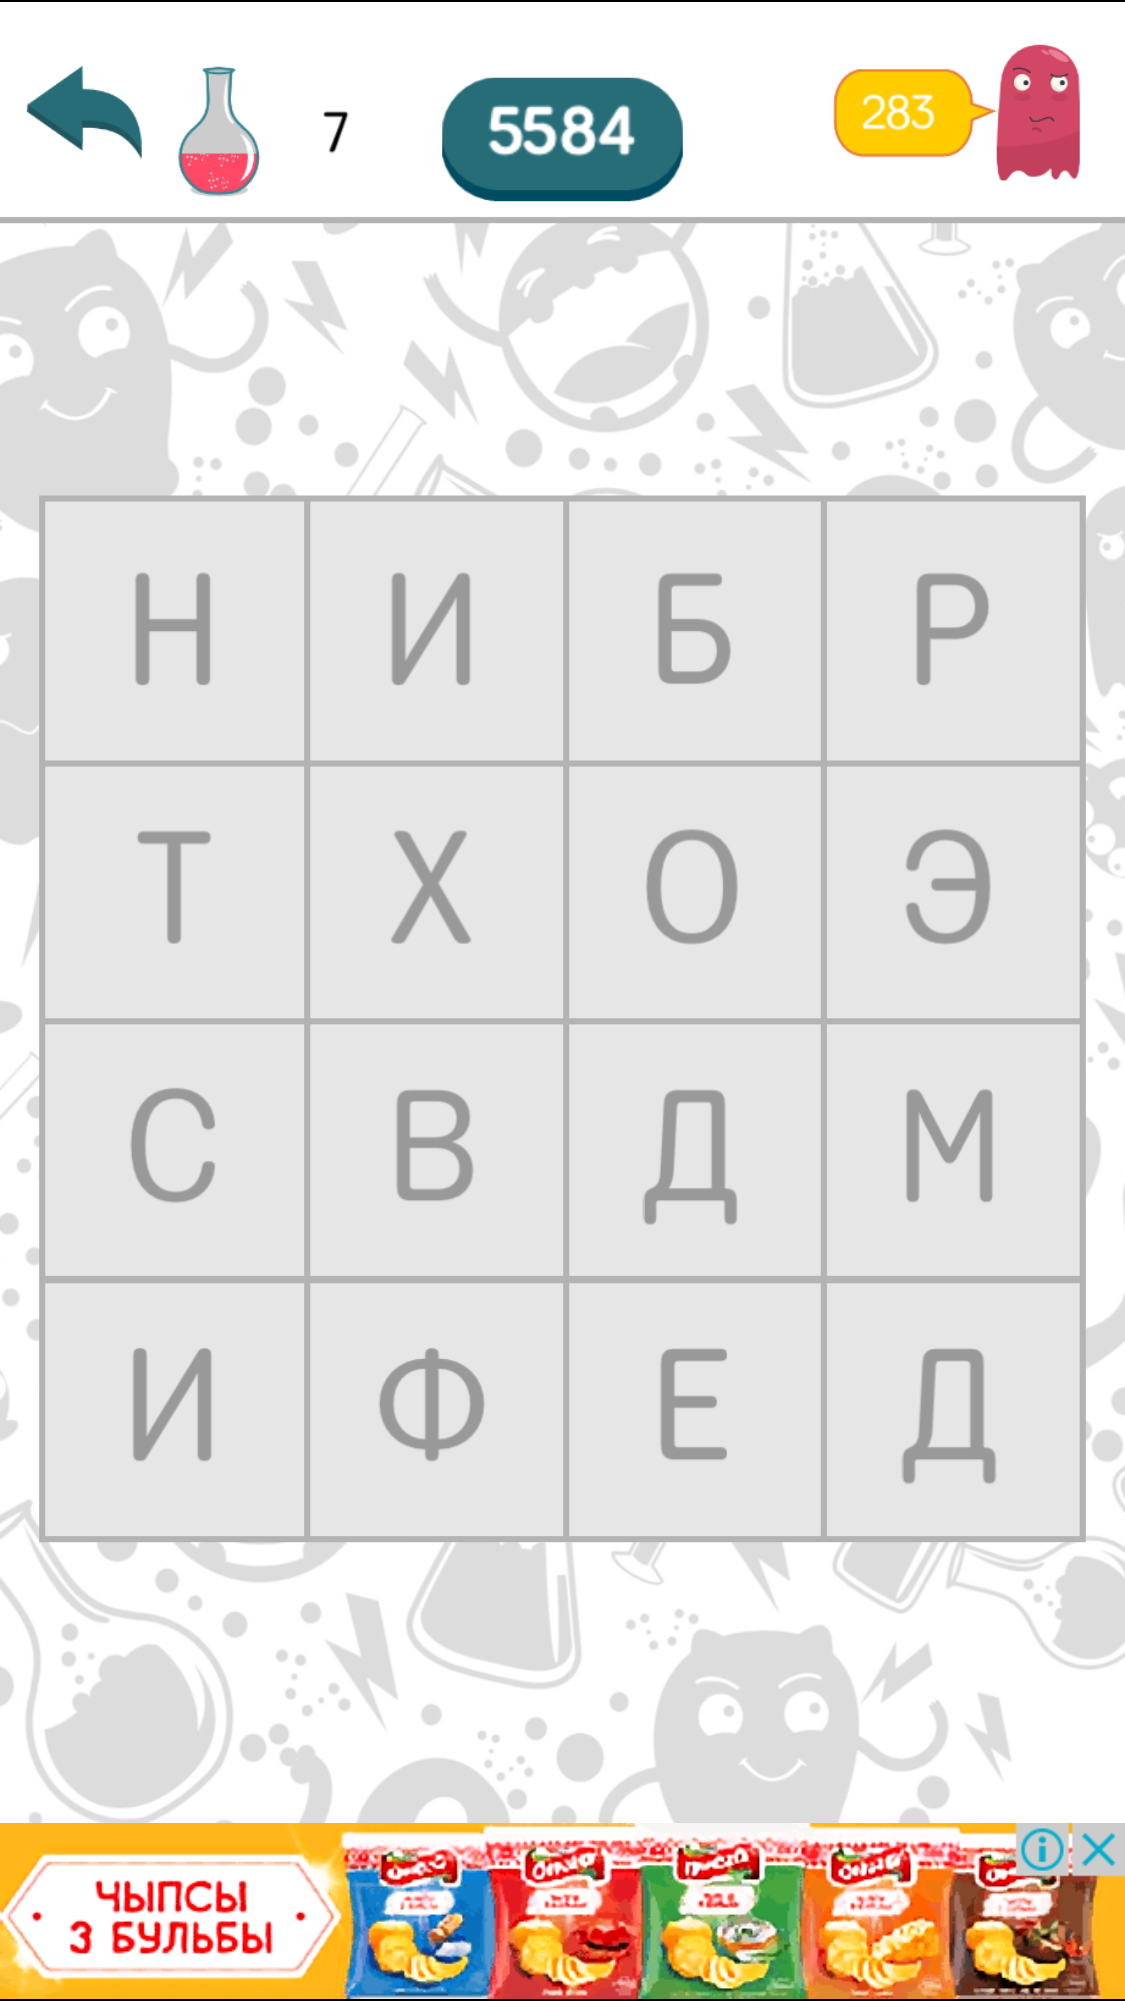 7
5584
283
Н И Б Р
Т Х О Э
С В Д М
И Ф Е Д
ЧЫПСЫ
З БУЛЬБЫ